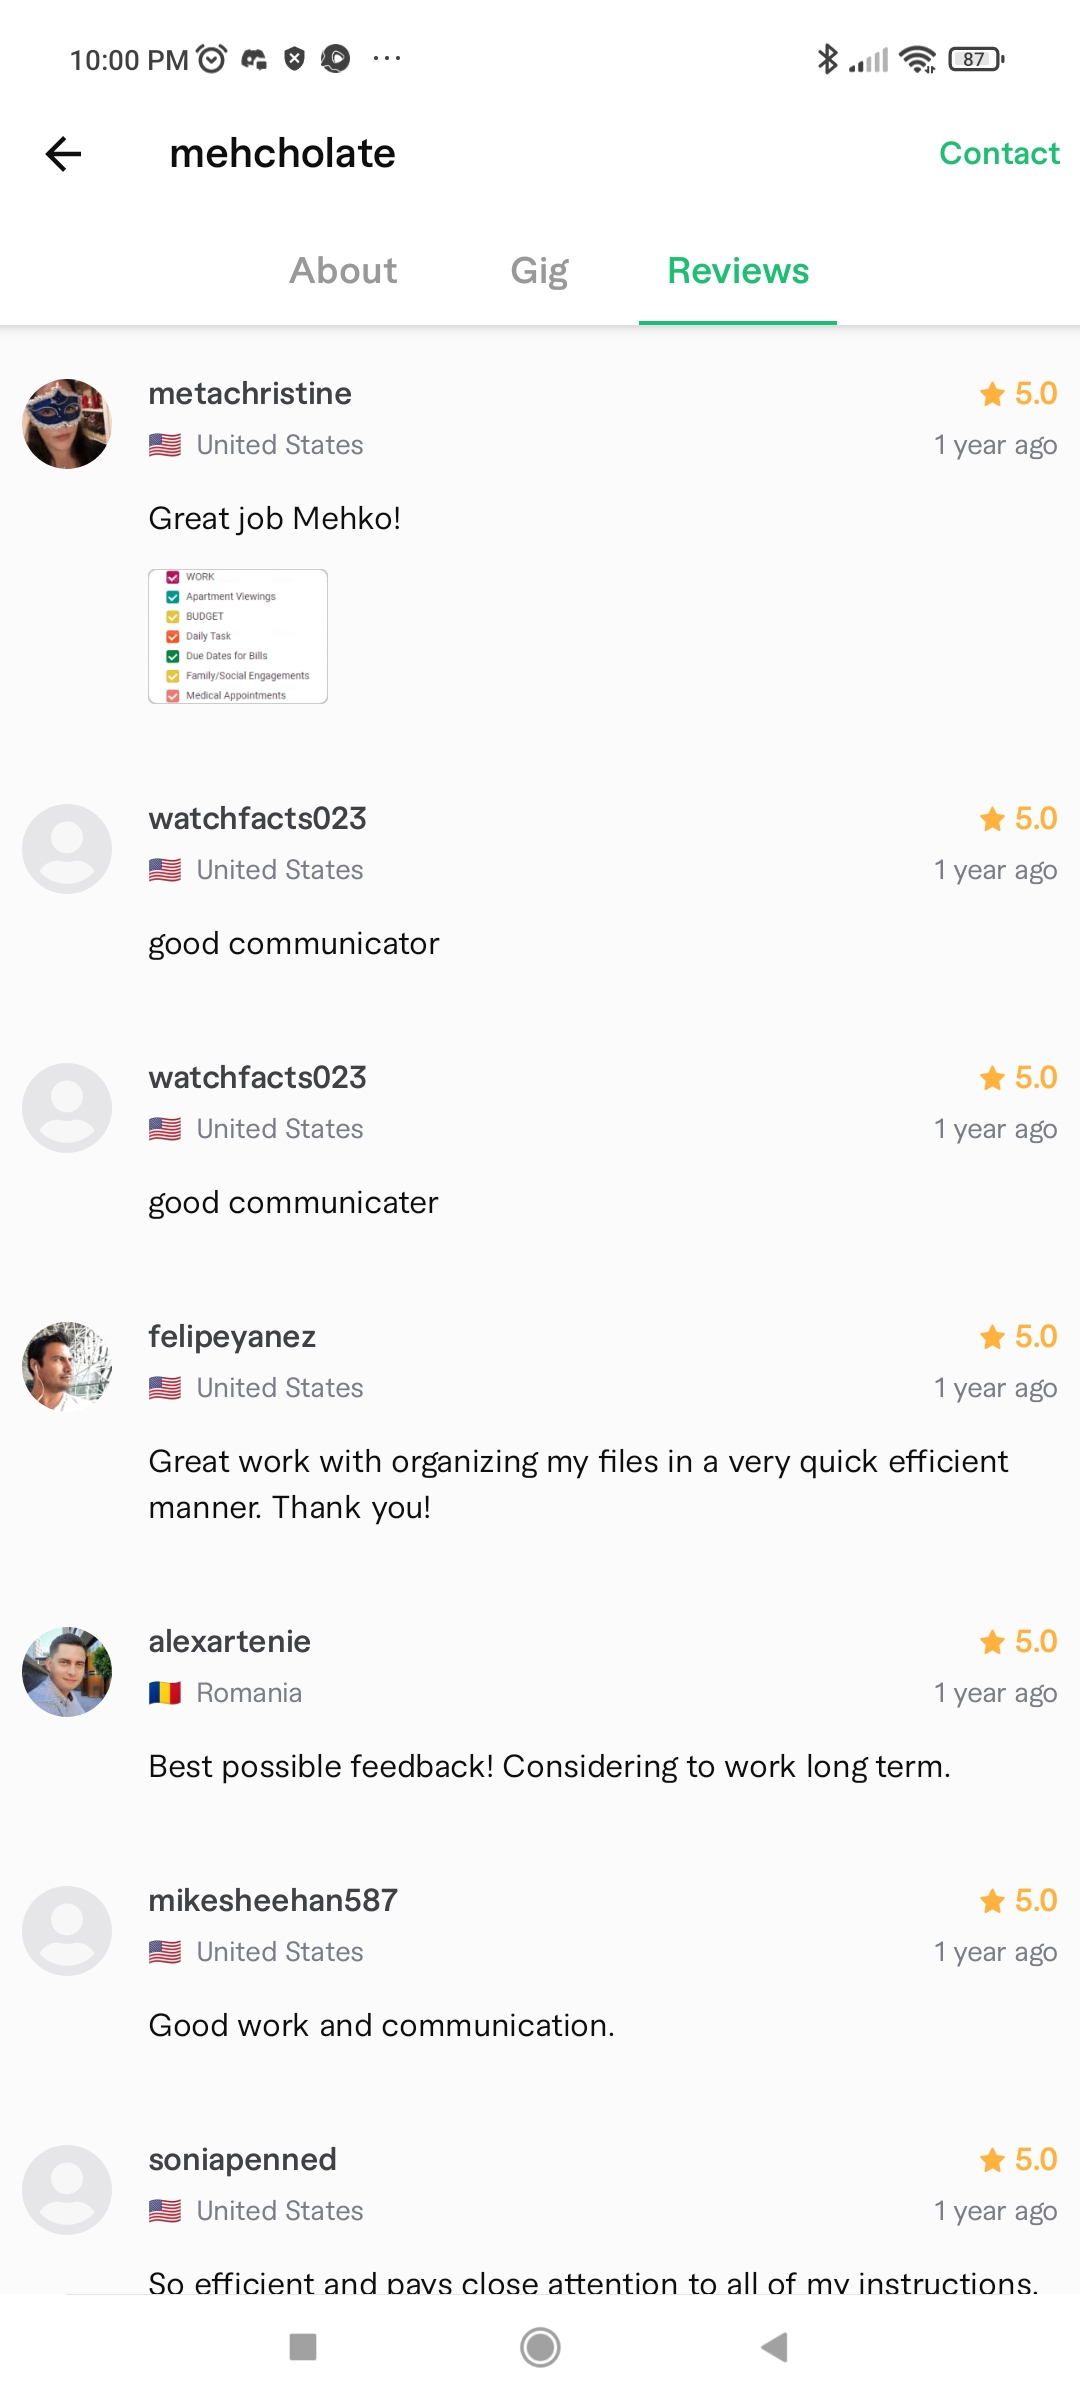 10:00 PM
87
mehcholate
Contact
About
Gig
Reviews
metachristine
5.0
United States
1 year ago
Great job Mehko!
WORK
Apartment Viewings
BUDGET
Daily Task
Due Dates for Bills
Family/Social Engagements
Medical Appointments
watchfacts023
5.0
United States
1 year ago
good communicator
watchfacts023
5.0
United States
1 year ago
good communicater
felipeyanez
5.0
United States
1 year ago
Great work with organizing my files in a very quick efficient
manner. Thank you!
alexartenie
5.0
Romania
1 year ago
Best possible feedback! Considering to work long term.
mikesheehan587
5.0
United States
1 year ago
Good work and communication.
soniapenned
5.0
United States
1 year ago
So efficient and pays close attention to all of my instructions.